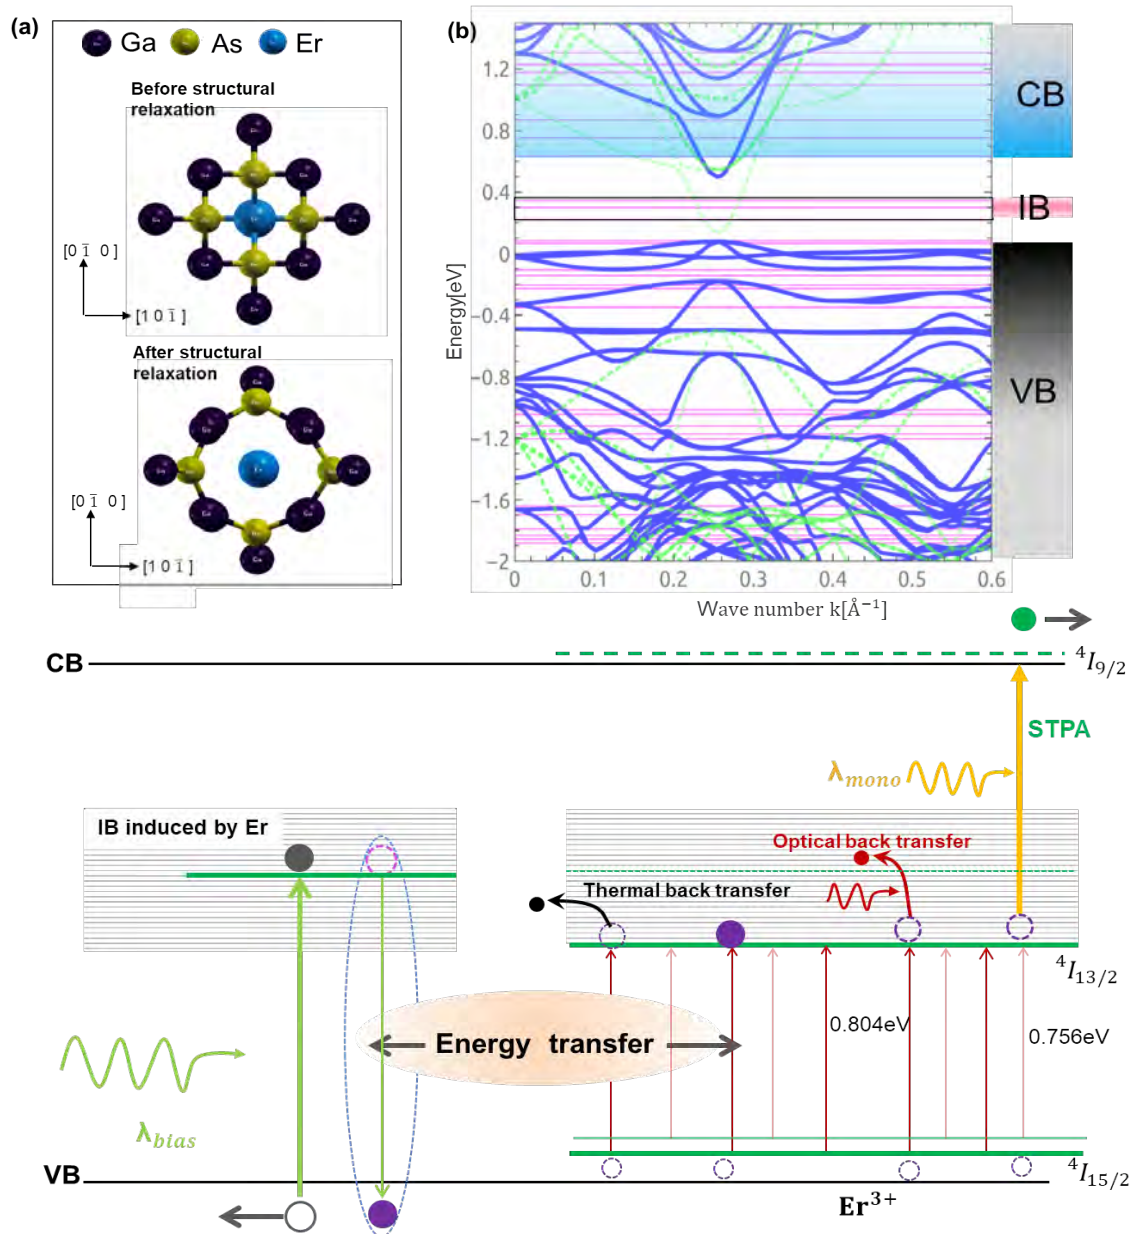 (a)
Ga As Er
Before structural
relaxation
[0 1̄ 0]
[1 0 1̄]
After structural
relaxation
[0 1̄ 0]
[1 0 1̄]
(b)
Energy[eV]
1.2
0.8
0.4
0
−0.4
−0.8
−1.2
−1.6
−2
0 0.1 0.2 0.3 0.4 0.5 0.6
Wave number k[Å⁻¹]
CB
IB
VB
CB
⁴I₉/₂
STPA
λmono
IB induced by Er
Optical back transfer
Thermal back transfer
⁴I₁₃/₂
0.804eV
0.756eV
Energy transfer
λbias
VB
⁴I₁₅/₂
Er³⁺